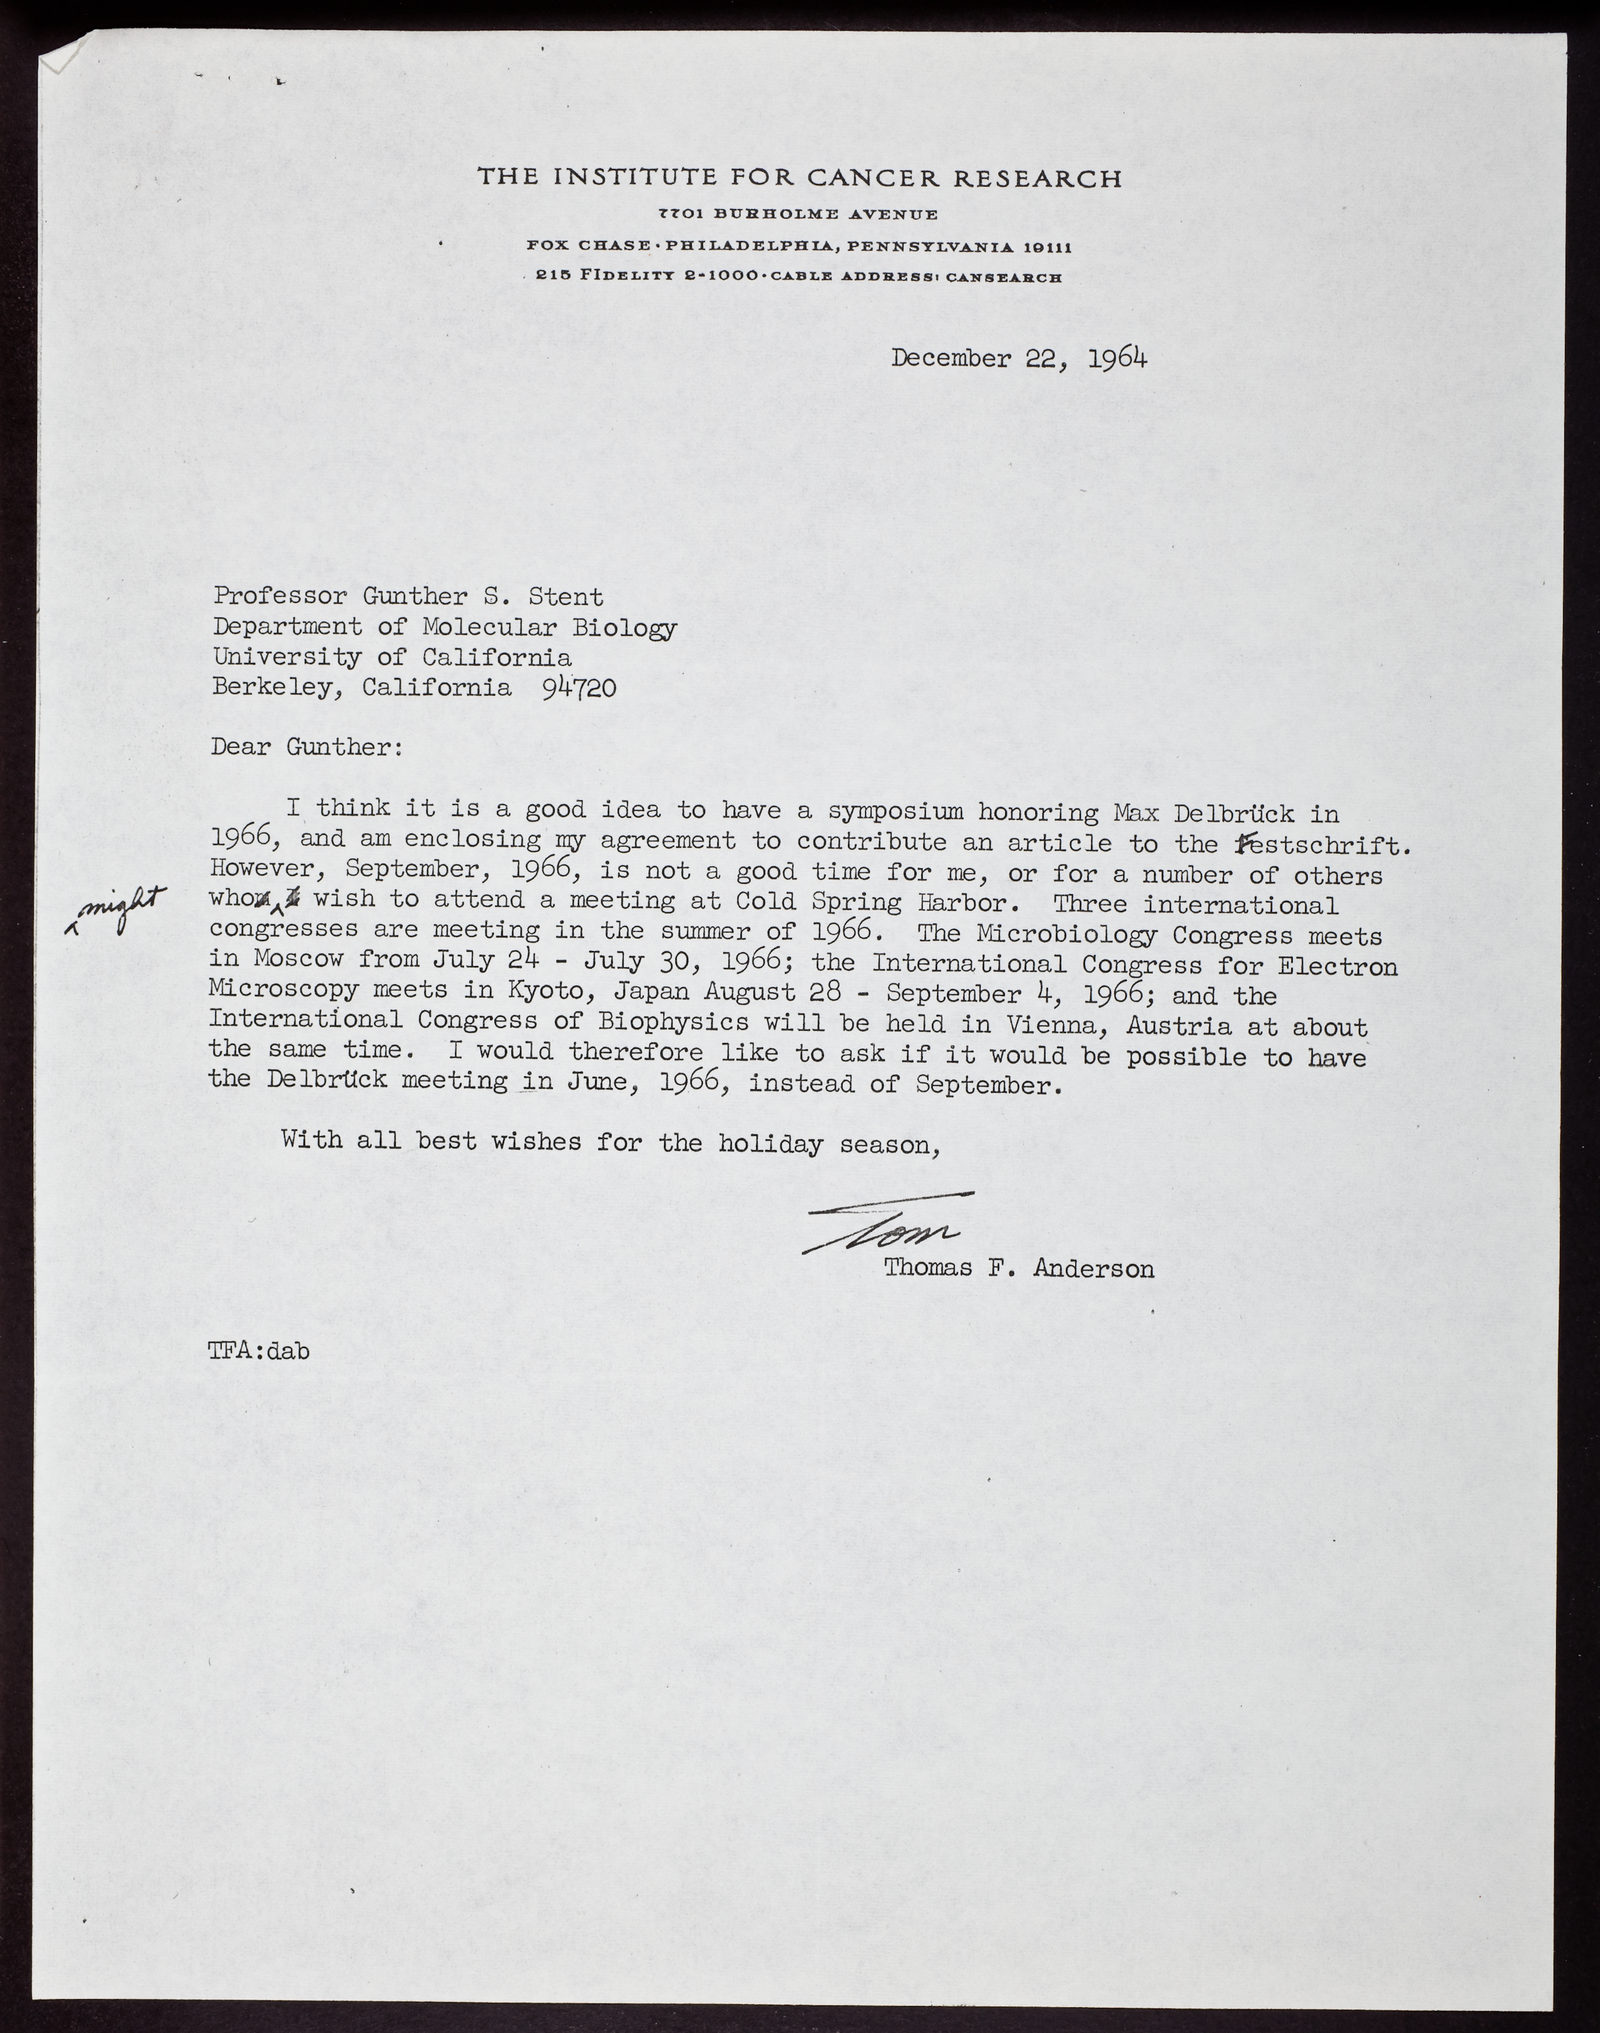 THE INSTITUTE FOR CANCER RESEARCH
7701 BURHOLME AVENUE
FOX CHASE · PHILADELPHIA, PENNSYLVANIA 19111
215 FIDELITY 2-1000 · CABLE ADDRESS: CANSEARCH
December 22, 1964
Professor Gunther S. Stent
Department of Molecular Biology
University of California
Berkeley, California 94720
Dear Gunther:
I think it is a good idea to have a symposium honoring Max Delbrück in
1966, and am enclosing my agreement to contribute an article to the Festschrift.
However, September, 1966, is not a good time for me, or for a number of others
who might wish to attend a meeting at Cold Spring Harbor. Three international
congresses are meeting in the summer of 1966. The Microbiology Congress meets
in Moscow from July 24 - July 30, 1966; the International Congress for Electron
Microscopy meets in Kyoto, Japan August 28 - September 4, 1966; and the
International Congress of Biophysics will be held in Vienna, Austria at about
the same time. I would therefore like to ask if it would be possible to have
the Delbrück meeting in June, 1966, instead of September.
With all best wishes for the holiday season,
Tom
Thomas F. Anderson
TFA:dab